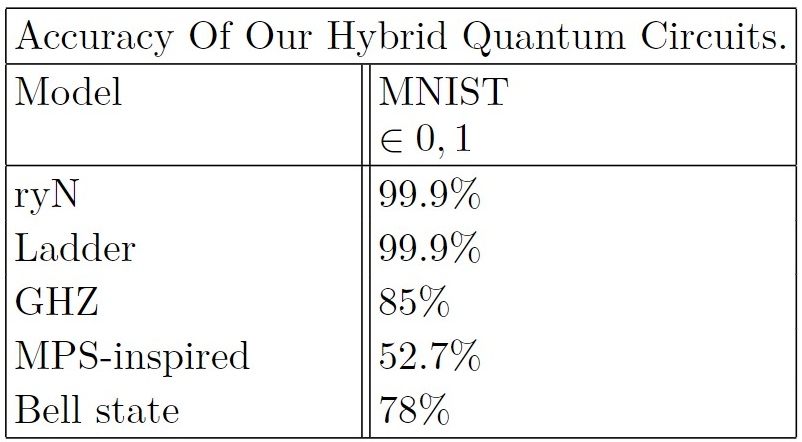 Accuracy Of Our Hybrid Quantum Circuits.
Model MNIST
∈ 0, 1
ryN 99.9%
Ladder 99.9%
GHZ 85%
MPS-inspired 52.7%
Bell state 78%